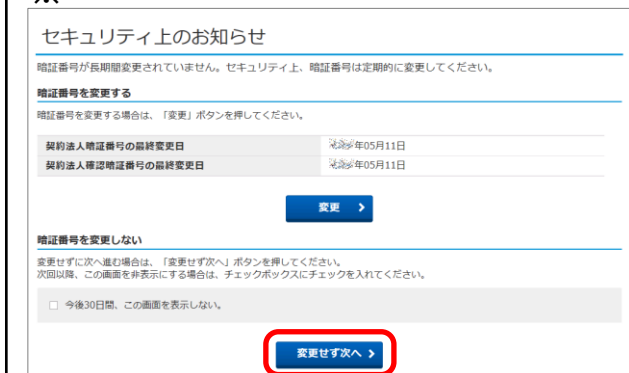 セキュリティ上のお知らせ
暗証番号が長期間変更されていません。セキュリティ上、暗証番号は定期的に変更してください。
暗証番号を変更する
暗証番号を変更する場合は、「変更」ボタンを押してください。
契約法人暗証番号の最終変更日 年05月11日
契約法人確認暗証番号の最終変更日 年05月11日
変更
暗証番号を変更しない
変更せずに次へ進む場合は、「変更せず次へ」ボタンを押してください。
次回以降、この画面を非表示にする場合は、チェックボックスにチェックを入れてください。
今後30日間、この画面を表示しない。
変更せず次へ